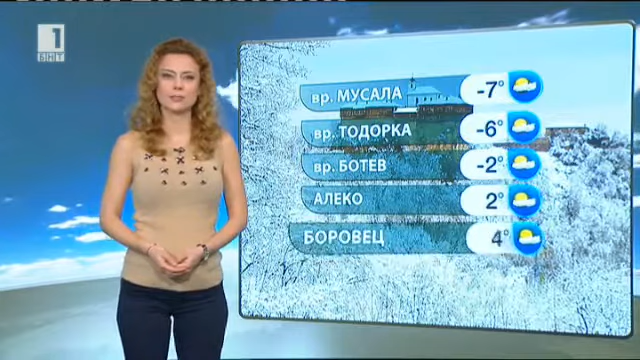 1
БНТ
вр. МУСАЛА -7°
вр. ТОДОРКА -6°
вр. БОТЕВ -2°
АЛЕКО 2°
БОРОВЕЦ 4°